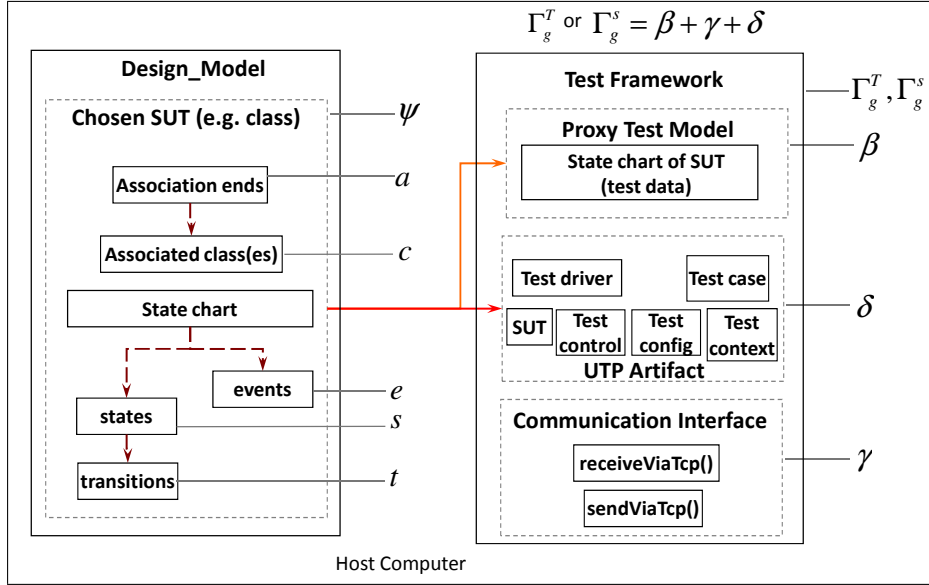 Γ_g^T or Γ_g^s = β + γ + δ
Design_Model
Chosen SUT (e.g. class)
ψ
Association ends
a
Associated class(es)
c
State chart
events
e
states
s
transitions
t
Test Framework
Γ_g^T, Γ_g^s
Proxy Test Model
β
State chart of SUT
(test data)
Test driver
Test case
δ
SUT
Test
control
Test
config
Test
context
UTP Artifact
Communication Interface
receiveViaTcp()
γ
sendViaTcp()
Host Computer